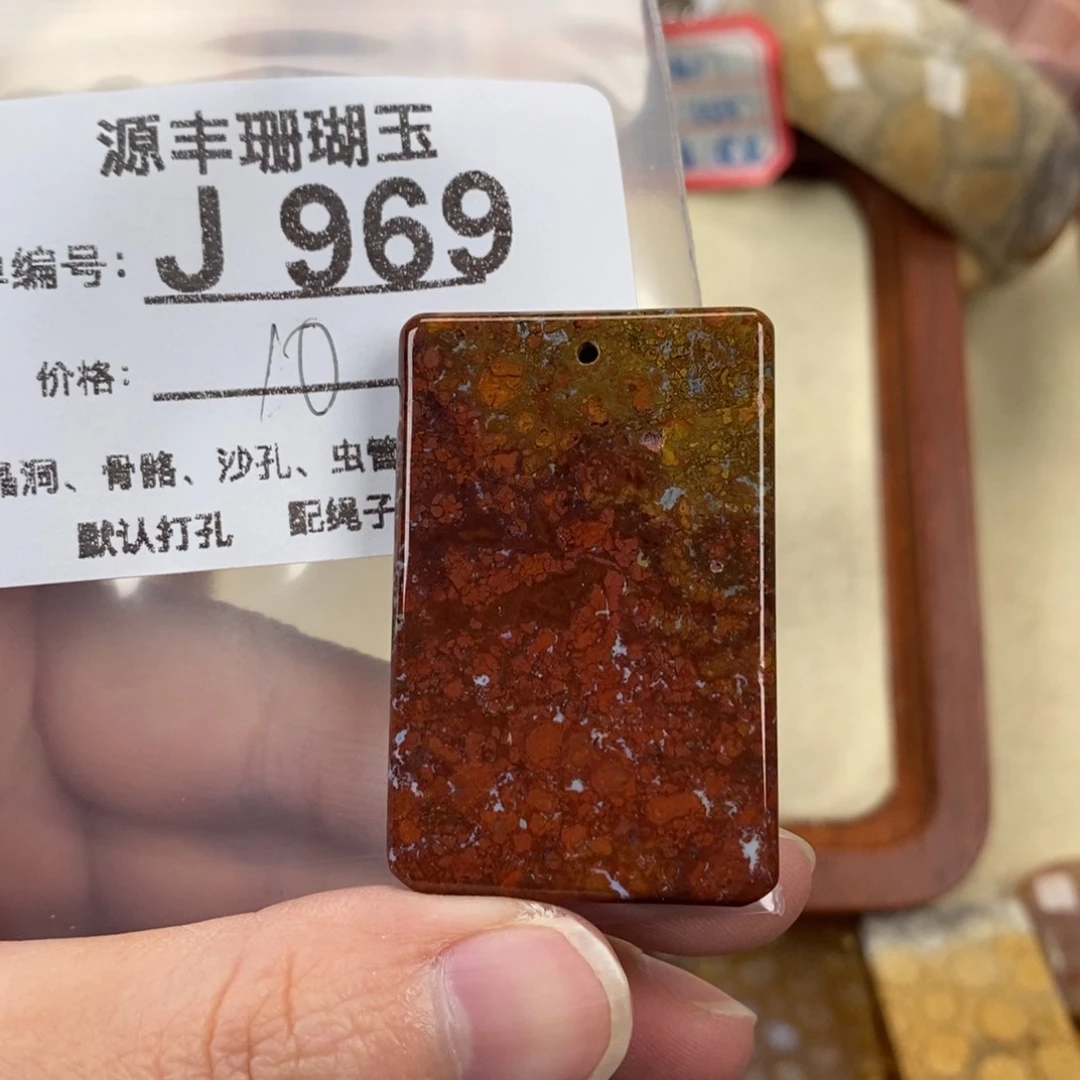 源丰珊瑚玉
编号: J 969
价格: 10
晶洞、骨骼、沙孔、虫管
默认打孔 配绳子